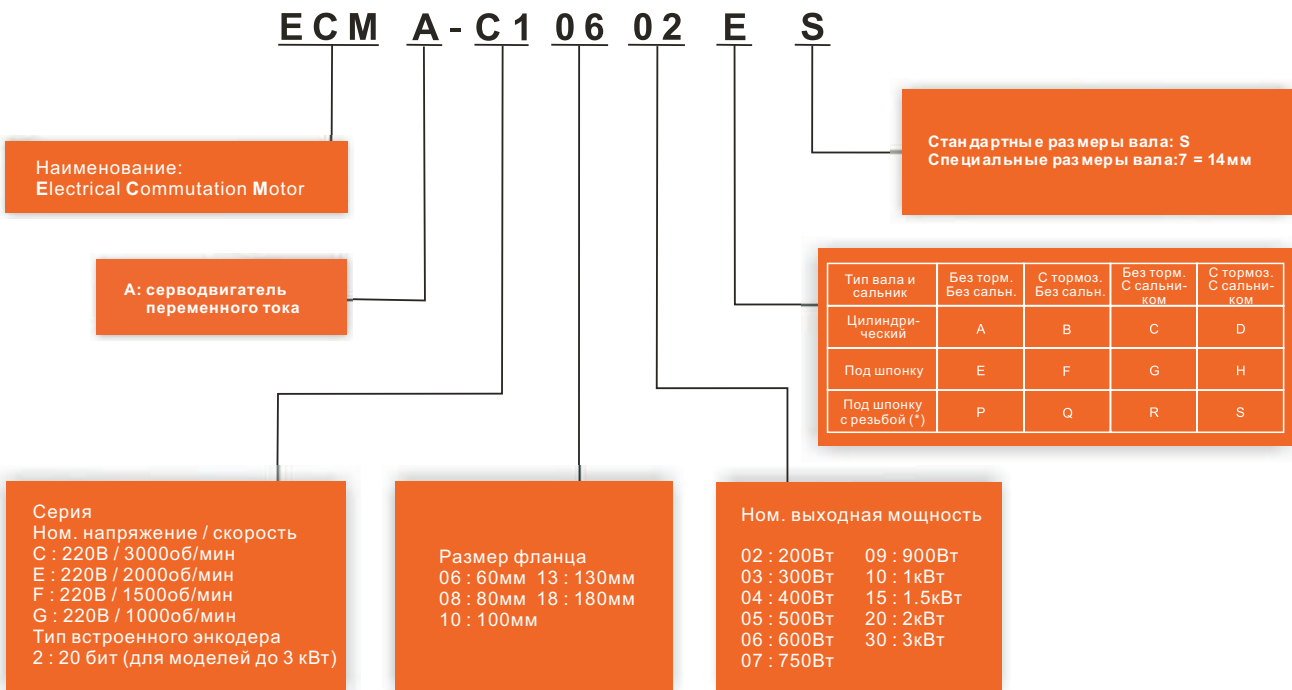 ECM A-C1 06 02 E S
Стандартные размеры вала: S
Специальные размеры вала:7 = 14мм
Наименование:
Electrical Commutation Motor
А: серводвигатель
переменного тока
Тип вала и сальник | Без торм. Без сальн. | С тормоз. Без сальн. | Без торм. С сальни-ком | С тормоз. С сальни-ком
Цилиндри-ческий | A | B | C | D
Под шпонку | E | F | G | H
Под шпонку с резьбой (*) | P | Q | R | S
Серия
Ном. напряжение / скорость
C : 220В / 3000об/мин
E : 220В / 2000об/мин
F : 220В / 1500об/мин
G : 220В / 1000об/мин
Тип встроенного энкодера
2 : 20 бит (для моделей до 3 кВт)
Размер фланца
06 : 60мм 13 : 130мм
08 : 80мм 18 : 180мм
10 : 100мм
Ном. выходная мощность
02 : 200Вт 09 : 900Вт
03 : 300Вт 10 : 1кВт
04 : 400Вт 15 : 1.5кВт
05 : 500Вт 20 : 2кВт
06 : 600Вт 30 : 3кВт
07 : 750Вт